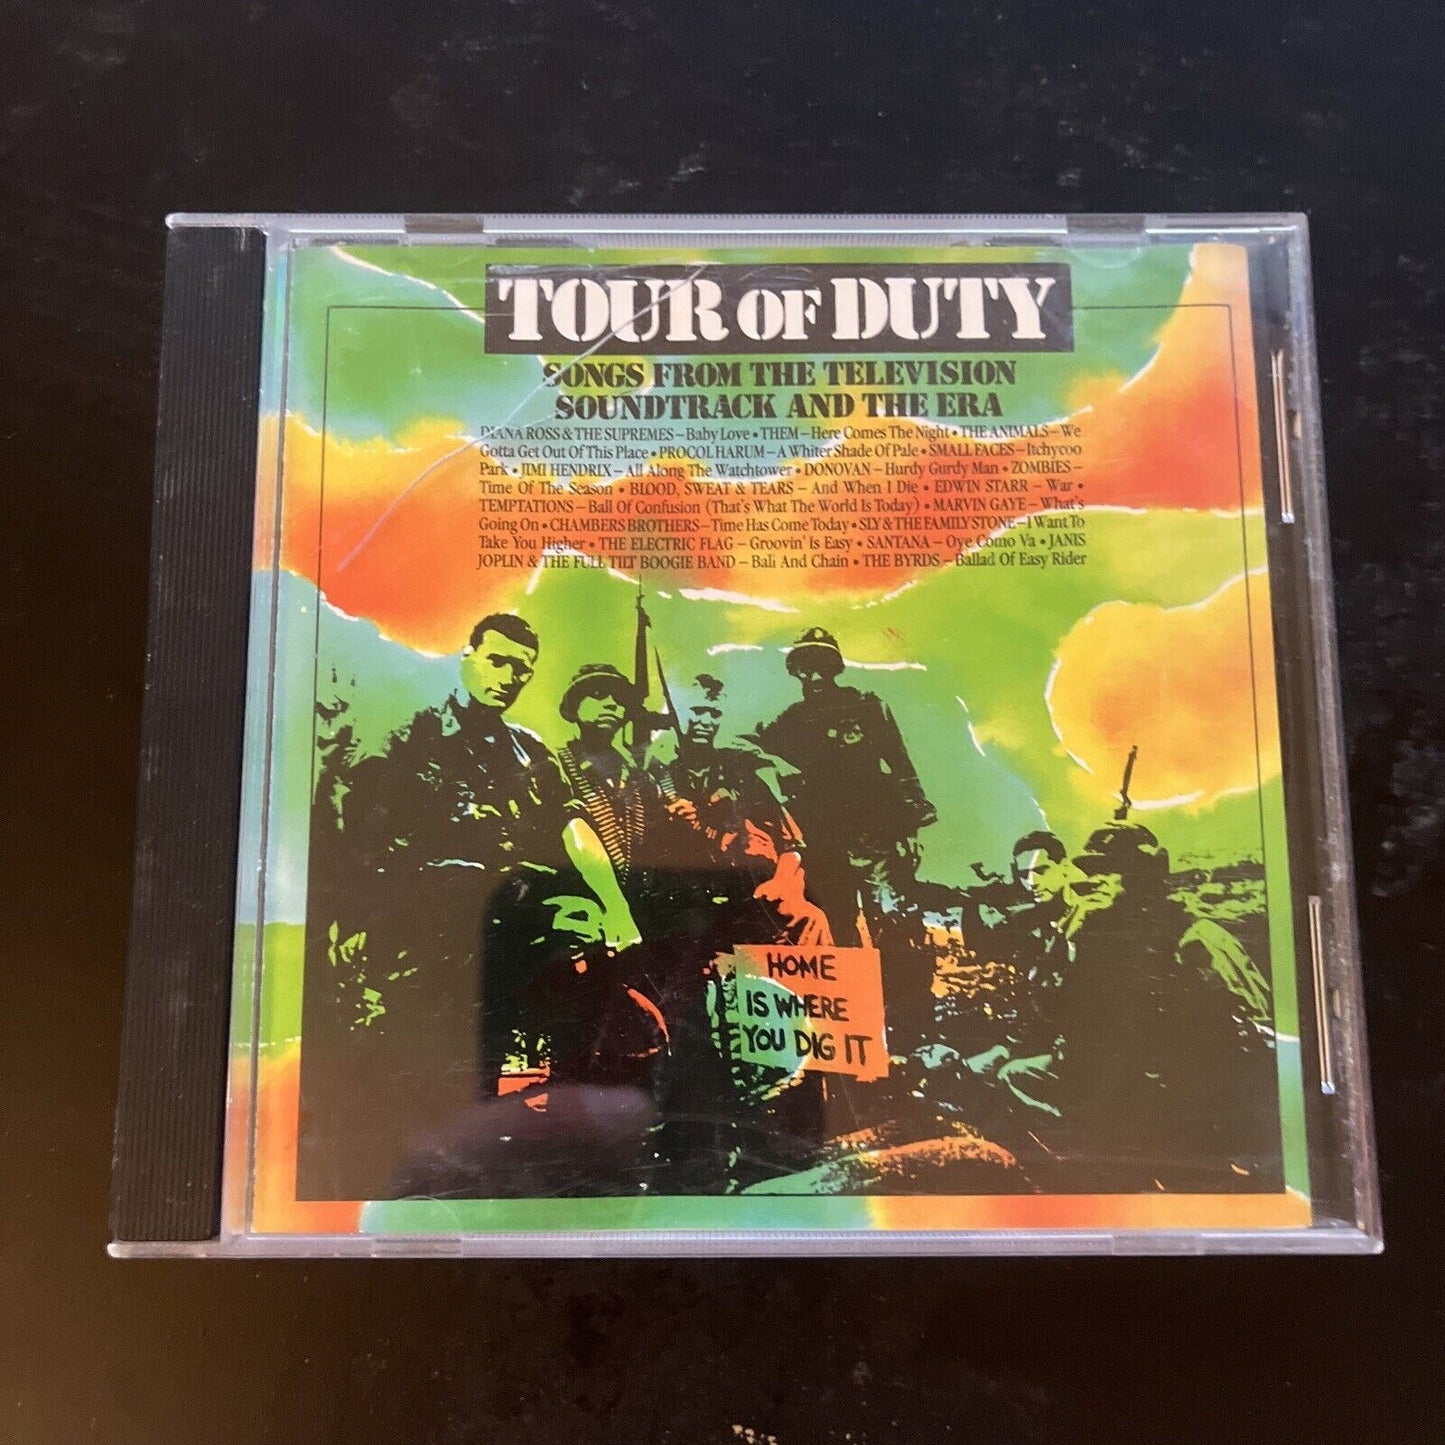 TOUR OF DUTY
SONGS FROM THE TELEVISION
SOUNDTRACK AND THE ERA
DIANA ROSS & THE SUPREMES – Baby Love • THEM – Here Comes The Night • THE ANIMALS – We
Gotta Get Out Of This Place • PROCOL HARUM – A Whiter Shade Of Pale • SMALL FACES – Itchycoo
Park • JIMI HENDRIX – All Along The Watchtower • DONOVAN – Hurdy Gurdy Man • ZOMBIES –
Time Of The Season • BLOOD, SWEAT & TEARS – And When I Die • EDWIN STARR – War •
TEMPTATIONS – Ball Of Confusion (That's What The World Is Today) • MARVIN GAYE – What's
Going On • CHAMBERS BROTHERS – Time Has Come Today • SLY & THE FAMILY STONE – I Want To
Take You Higher • THE ELECTRIC FLAG – Groovin' Is Easy • SANTANA – Oye Como Va • JANIS
JOPLIN & THE FULL TILT BOOGIE BAND – Ball And Chain • THE BYRDS – Ballad Of Easy Rider
HOME
IS WHERE
YOU DIG IT